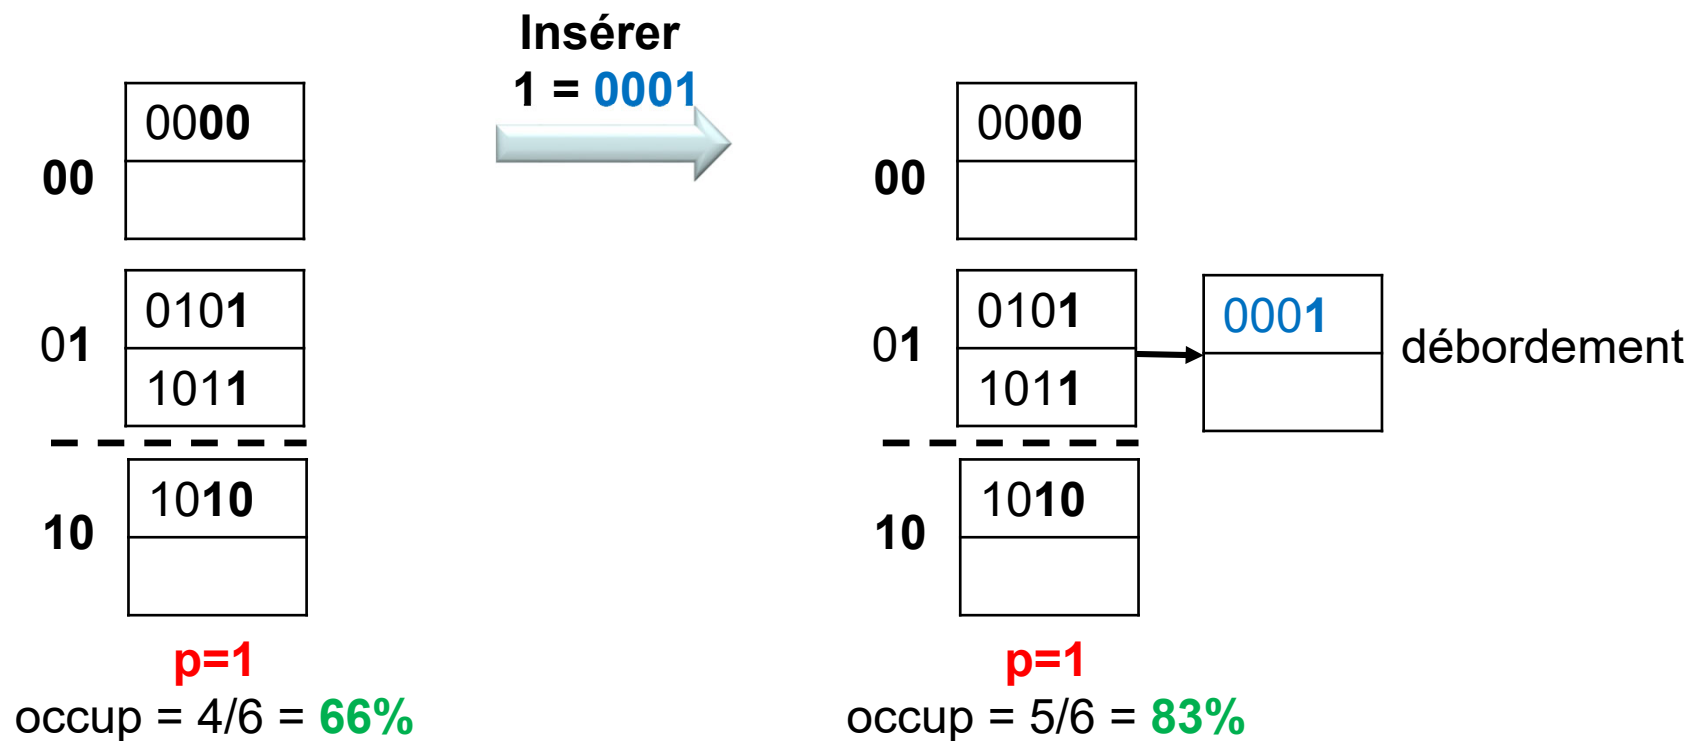 Insérer
1 = 0001
0000
00
0101
01
1011
1010
10
p=1
occup = 4/6 = 66%
0000
00
0101
01
1011
0001
débordement
1010
10
p=1
occup = 5/6 = 83%